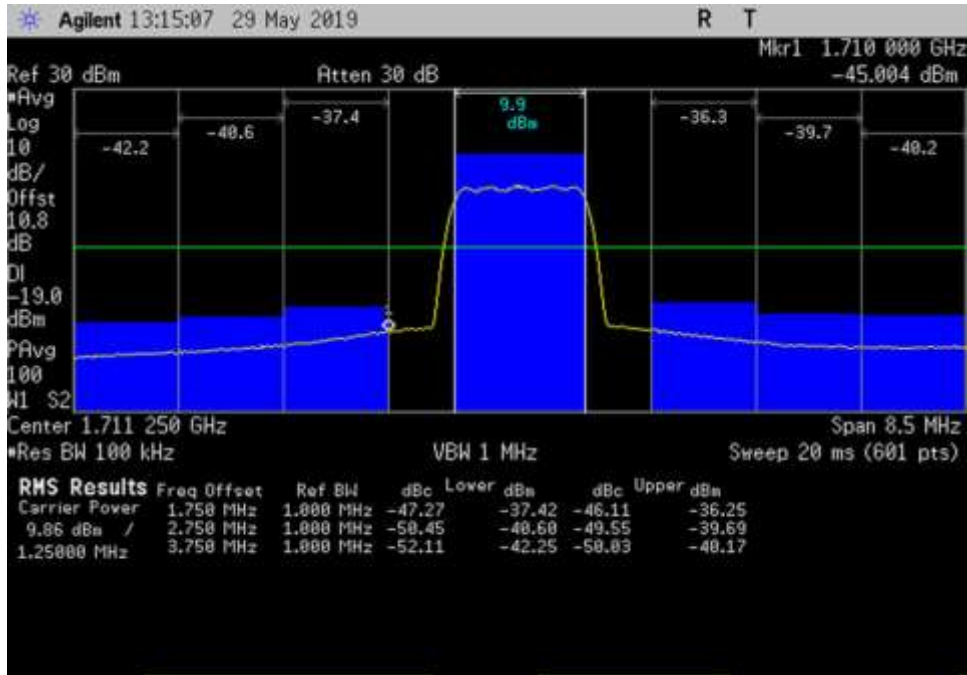 Agilent 13:15:07 29 May 2019 R T
Mkr1 1.710 000 GHz
Ref 30 dBm Atten 30 dB -45.004 dBm
*Avg
Log
10
dB/
Offst
10.8
dB
DI
-19.0
dBm
PAvg
100
W1 S2
-42.2 -40.6 -37.4 9.9 dBm -36.3 -39.7 -40.2
Center 1.711 250 GHz Span 8.5 MHz
*Res BW 100 kHz VBW 1 MHz Sweep 20 ms (601 pts)
RMS Results Freq Offset Ref BW dBc Lower dBm dBc Upper dBm
Carrier Power 1.750 MHz 1.000 MHz -47.27 -37.42 -46.11 -36.25
9.86 dBm / 2.750 MHz 1.000 MHz -50.45 -40.60 -49.55 -39.69
1.25000 MHz 3.750 MHz 1.000 MHz -52.11 -42.25 -50.03 -40.17